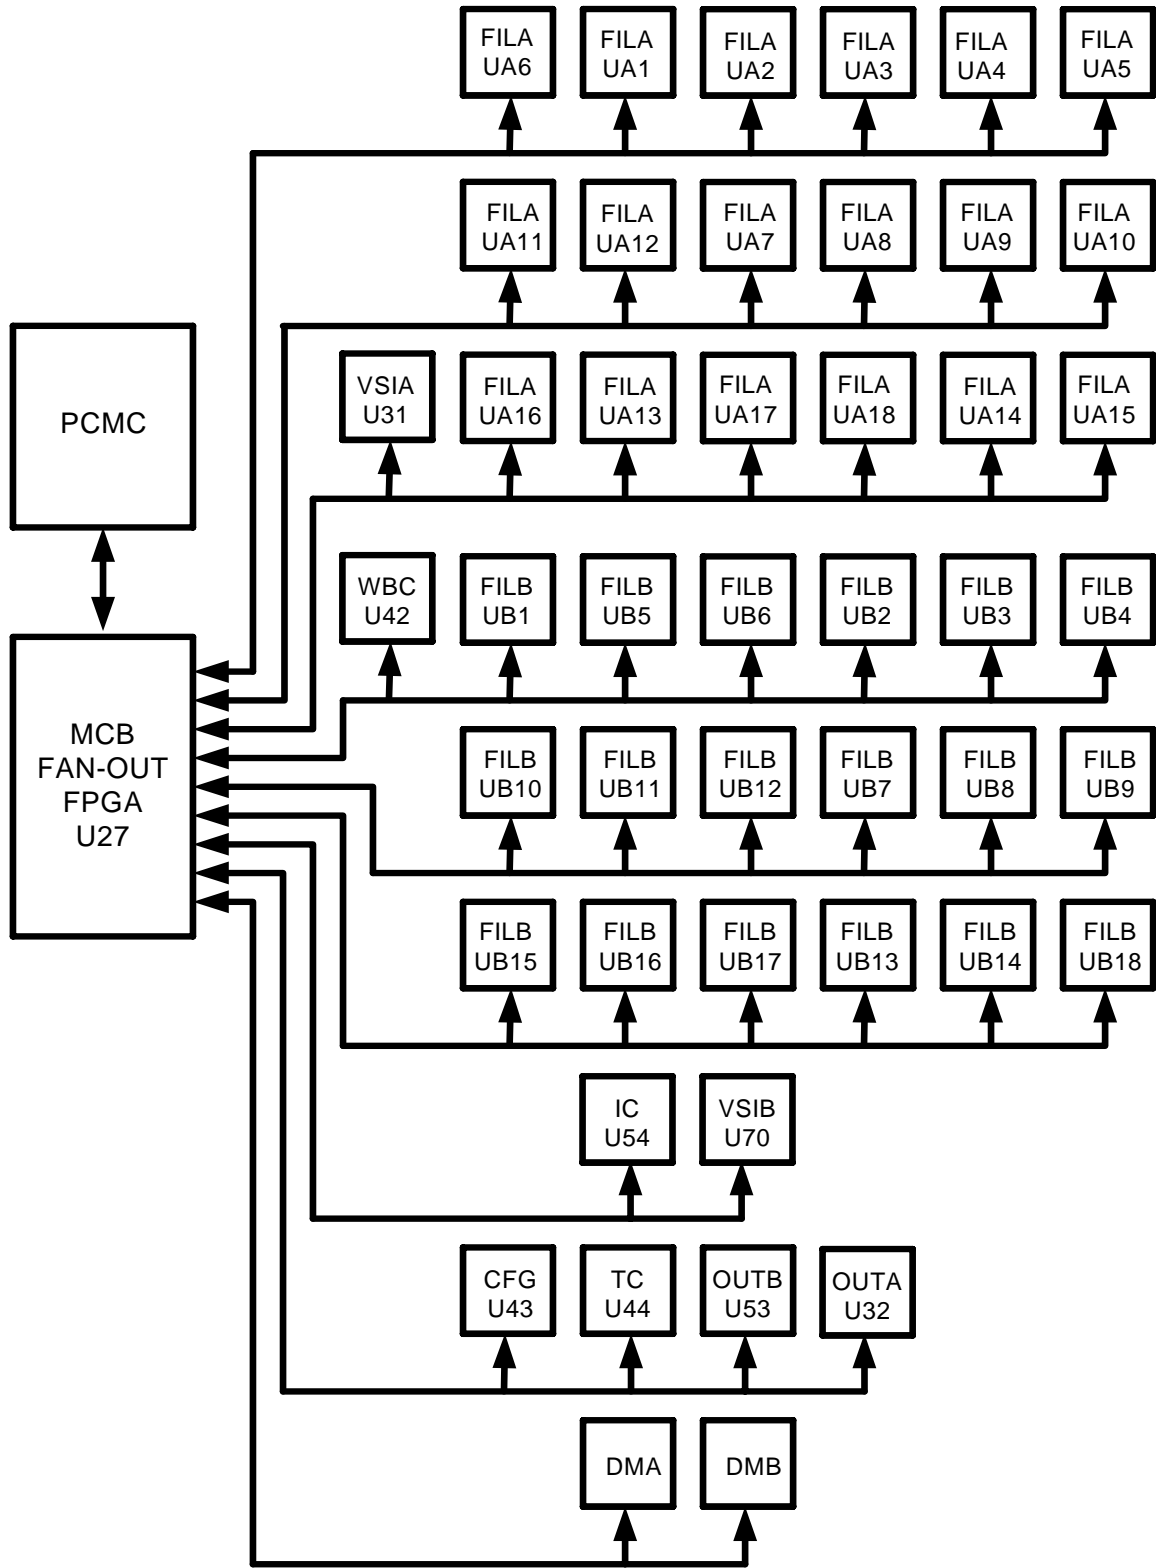 FILA
UA6
FILA
UA1
FILA
UA2
FILA
UA3
FILA
UA4
FILA
UA5
FILA
UA11
FILA
UA12
FILA
UA7
FILA
UA8
FILA
UA9
FILA
UA10
PCMC
VSIA
U31
FILA
UA16
FILA
UA13
FILA
UA17
FILA
UA18
FILA
UA14
FILA
UA15
WBC
U42
FILB
UB1
FILB
UB5
FILB
UB6
FILB
UB2
FILB
UB3
FILB
UB4
MCB
FAN-OUT
FPGA
U27
FILB
UB10
FILB
UB11
FILB
UB12
FILB
UB7
FILB
UB8
FILB
UB9
FILB
UB15
FILB
UB16
FILB
UB17
FILB
UB13
FILB
UB14
FILB
UB18
IC
U54
VSIB
U70
CFG
U43
TC
U44
OUTB
U53
OUTA
U32
DMA
DMB